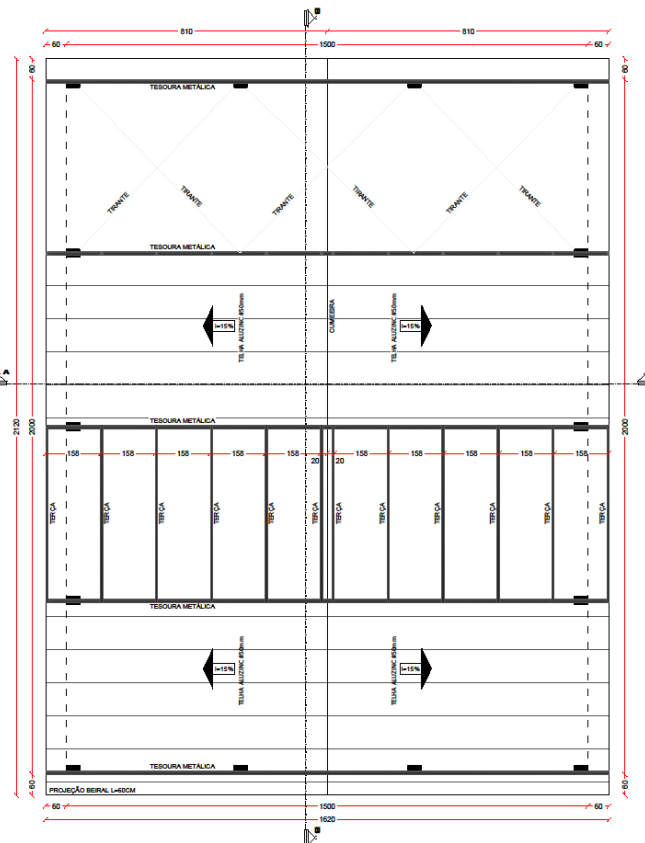 B
810 810
60 1500 60
60 60
TESOURA METÁLICA
TIRANTE TIRANTE TIRANTE TIRANTE TIRANTE TIRANTE
TESOURA METÁLICA
TELHA ALUZINC #50mm
i=15%
CUMEEIRA
TELHA ALUZINC #50mm
i=15%
A
2120 2000 2000
TESOURA METÁLICA
158 158 158 158 158 158 158 158 158 158
20 20
TERÇA TERÇA TERÇA TERÇA TERÇA TERÇA TERÇA TERÇA TERÇA TERÇA TERÇA TERÇA
TESOURA METÁLICA
TELHA ALUZINC #50mm
i=15%
TELHA ALUZINC #50mm
i=15%
TESOURA METÁLICA
60 60
PROJEÇÃO BEIRAL L=60CM
60 1500 60
1620
B